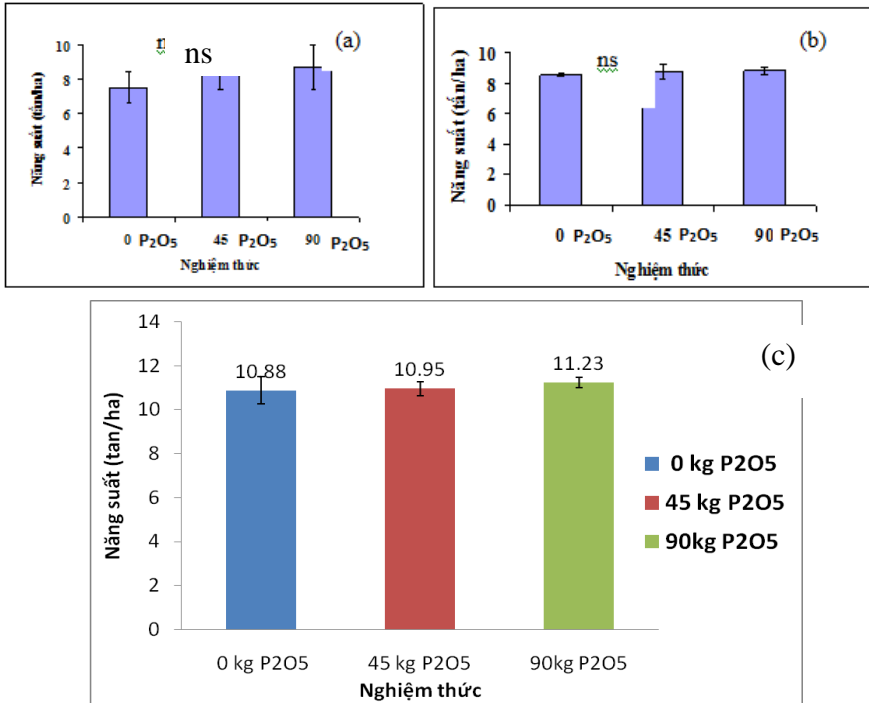 (a)
ns
10
8
6
4
2
0
Năng suất (tấn/ha)
0 P2O5 45 P2O5 90 P2O5
Nghiệm thức
(b)
ns
10
8
6
4
2
0
Năng suất (tấn/ha)
0 P2O5 45 P2O5 90 P2O5
Nghiệm thức
(c)
14
12
10
8
6
4
2
0
Năng suất (tan/ha)
10.88 10.95 11.23
0 kg P2O5 45 kg P2O5 90kg P2O5
Nghiệm thức
0 kg P2O5
45 kg P2O5
90kg P2O5